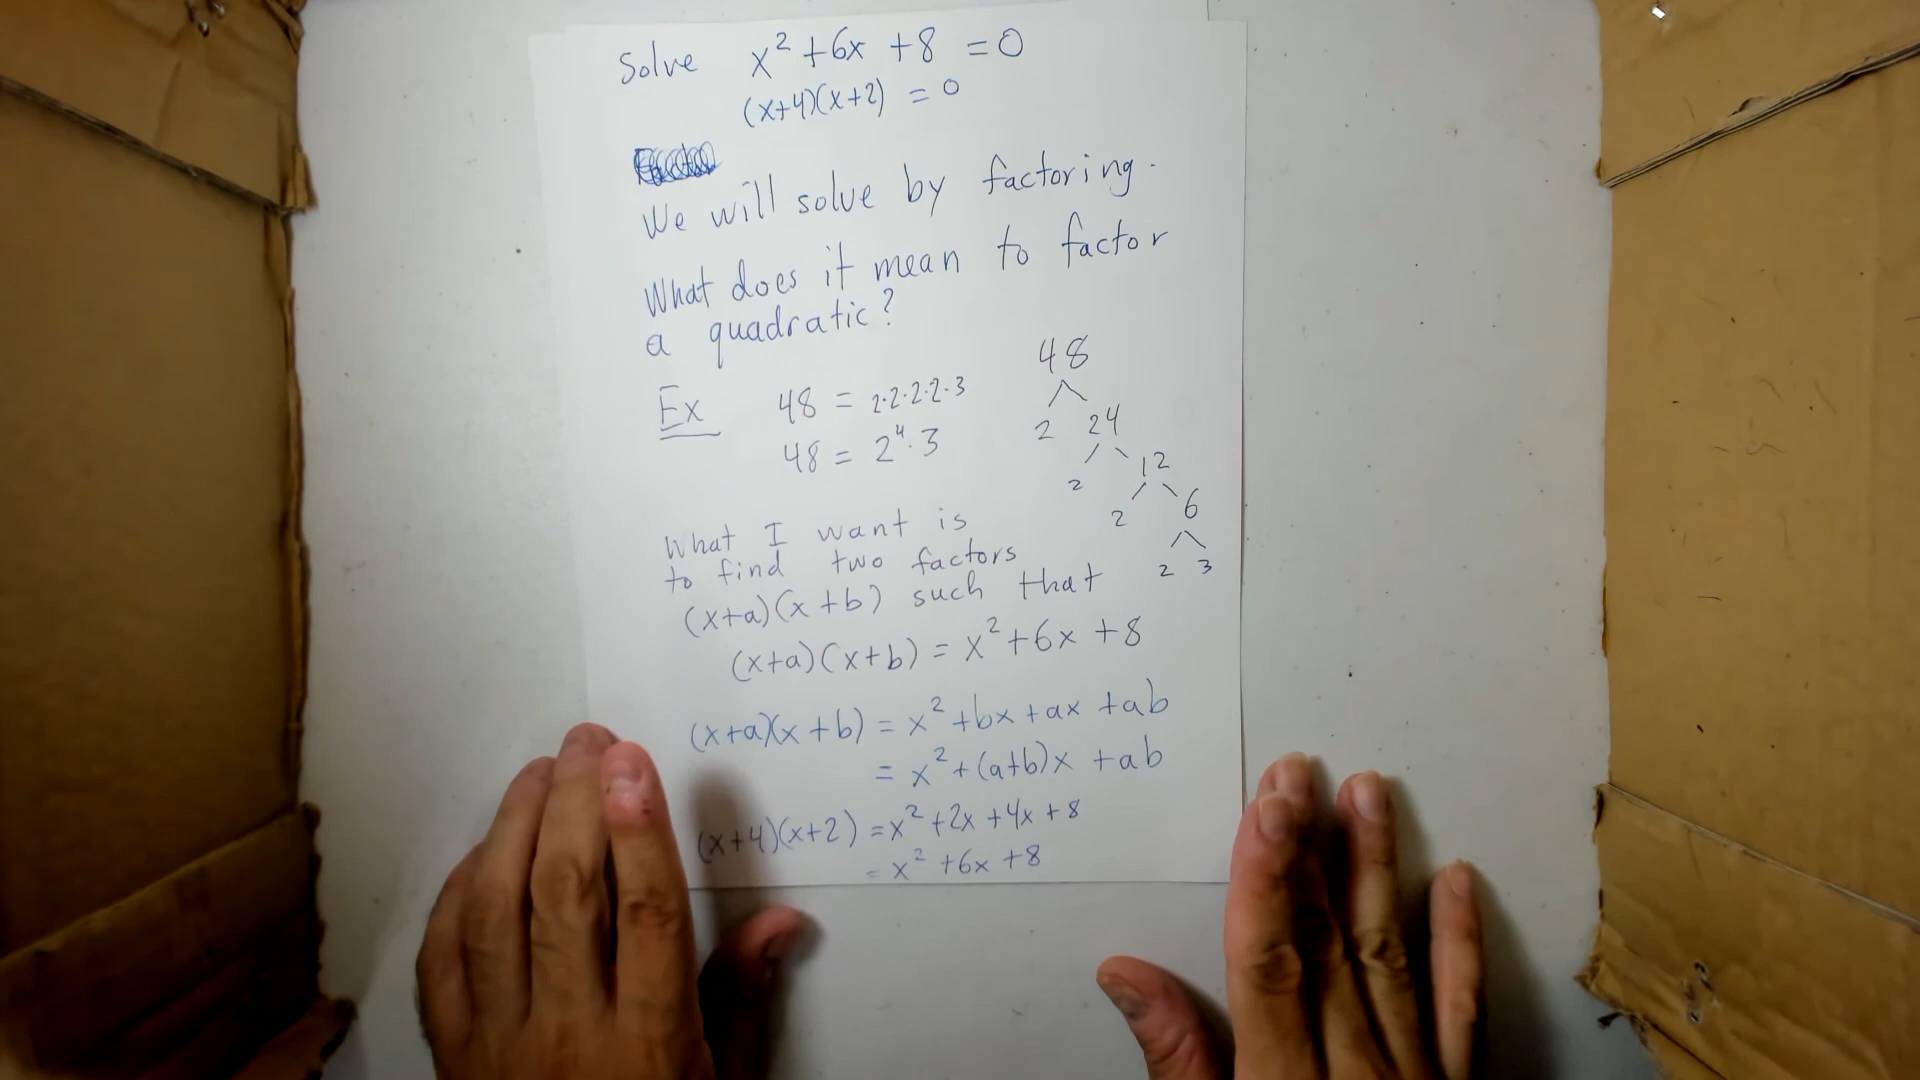 Solve x² + 6x + 8 = 0
(x+4)(x+2) = 0
We will solve by factoring.
What does it mean to factor
a quadratic?
Ex 48 = 2·2·2·2·3
48 = 2⁴·3
48
2 24
2 12
2 6
2 3
What I want is
to find two factors
(x+a)(x+b) such that
(x+a)(x+b) = x² + 6x + 8
(x+a)(x+b) = x² + bx + ax + ab
= x² + (a+b)x + ab
(x+4)(x+2) = x² + 2x + 4x + 8
= x² + 6x + 8